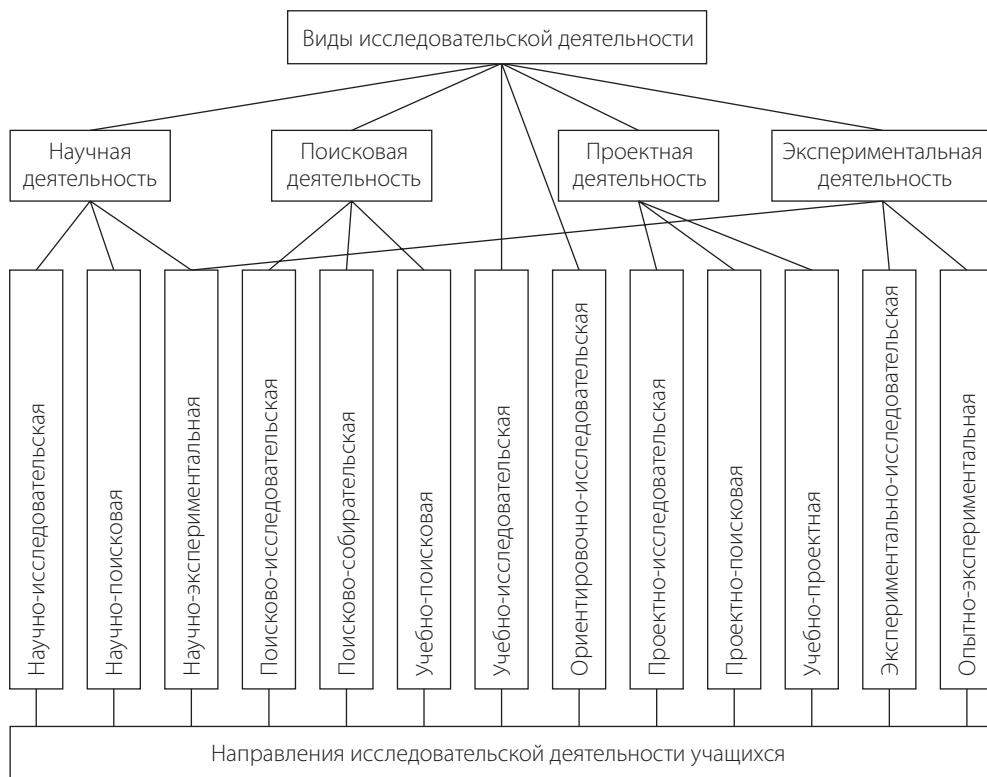 Виды исследовательской деятельности
Научная
деятельность
Поисковая
деятельность
Проектная
деятельность
Экспериментальная
деятельность
Научно-исследовательская
Научно-поисковая
Научно-экспериментальная
Поисково-исследовательская
Поисково-собирательская
Учебно-поисковая
Учебно-исследовательская
Ориентировочно-исследовательская
Проектно-исследовательская
Проектно-поисковая
Учебно-проектная
Экспериментально-исследовательская
Опытно-экспериментальная
Направления исследовательской деятельности учащихся